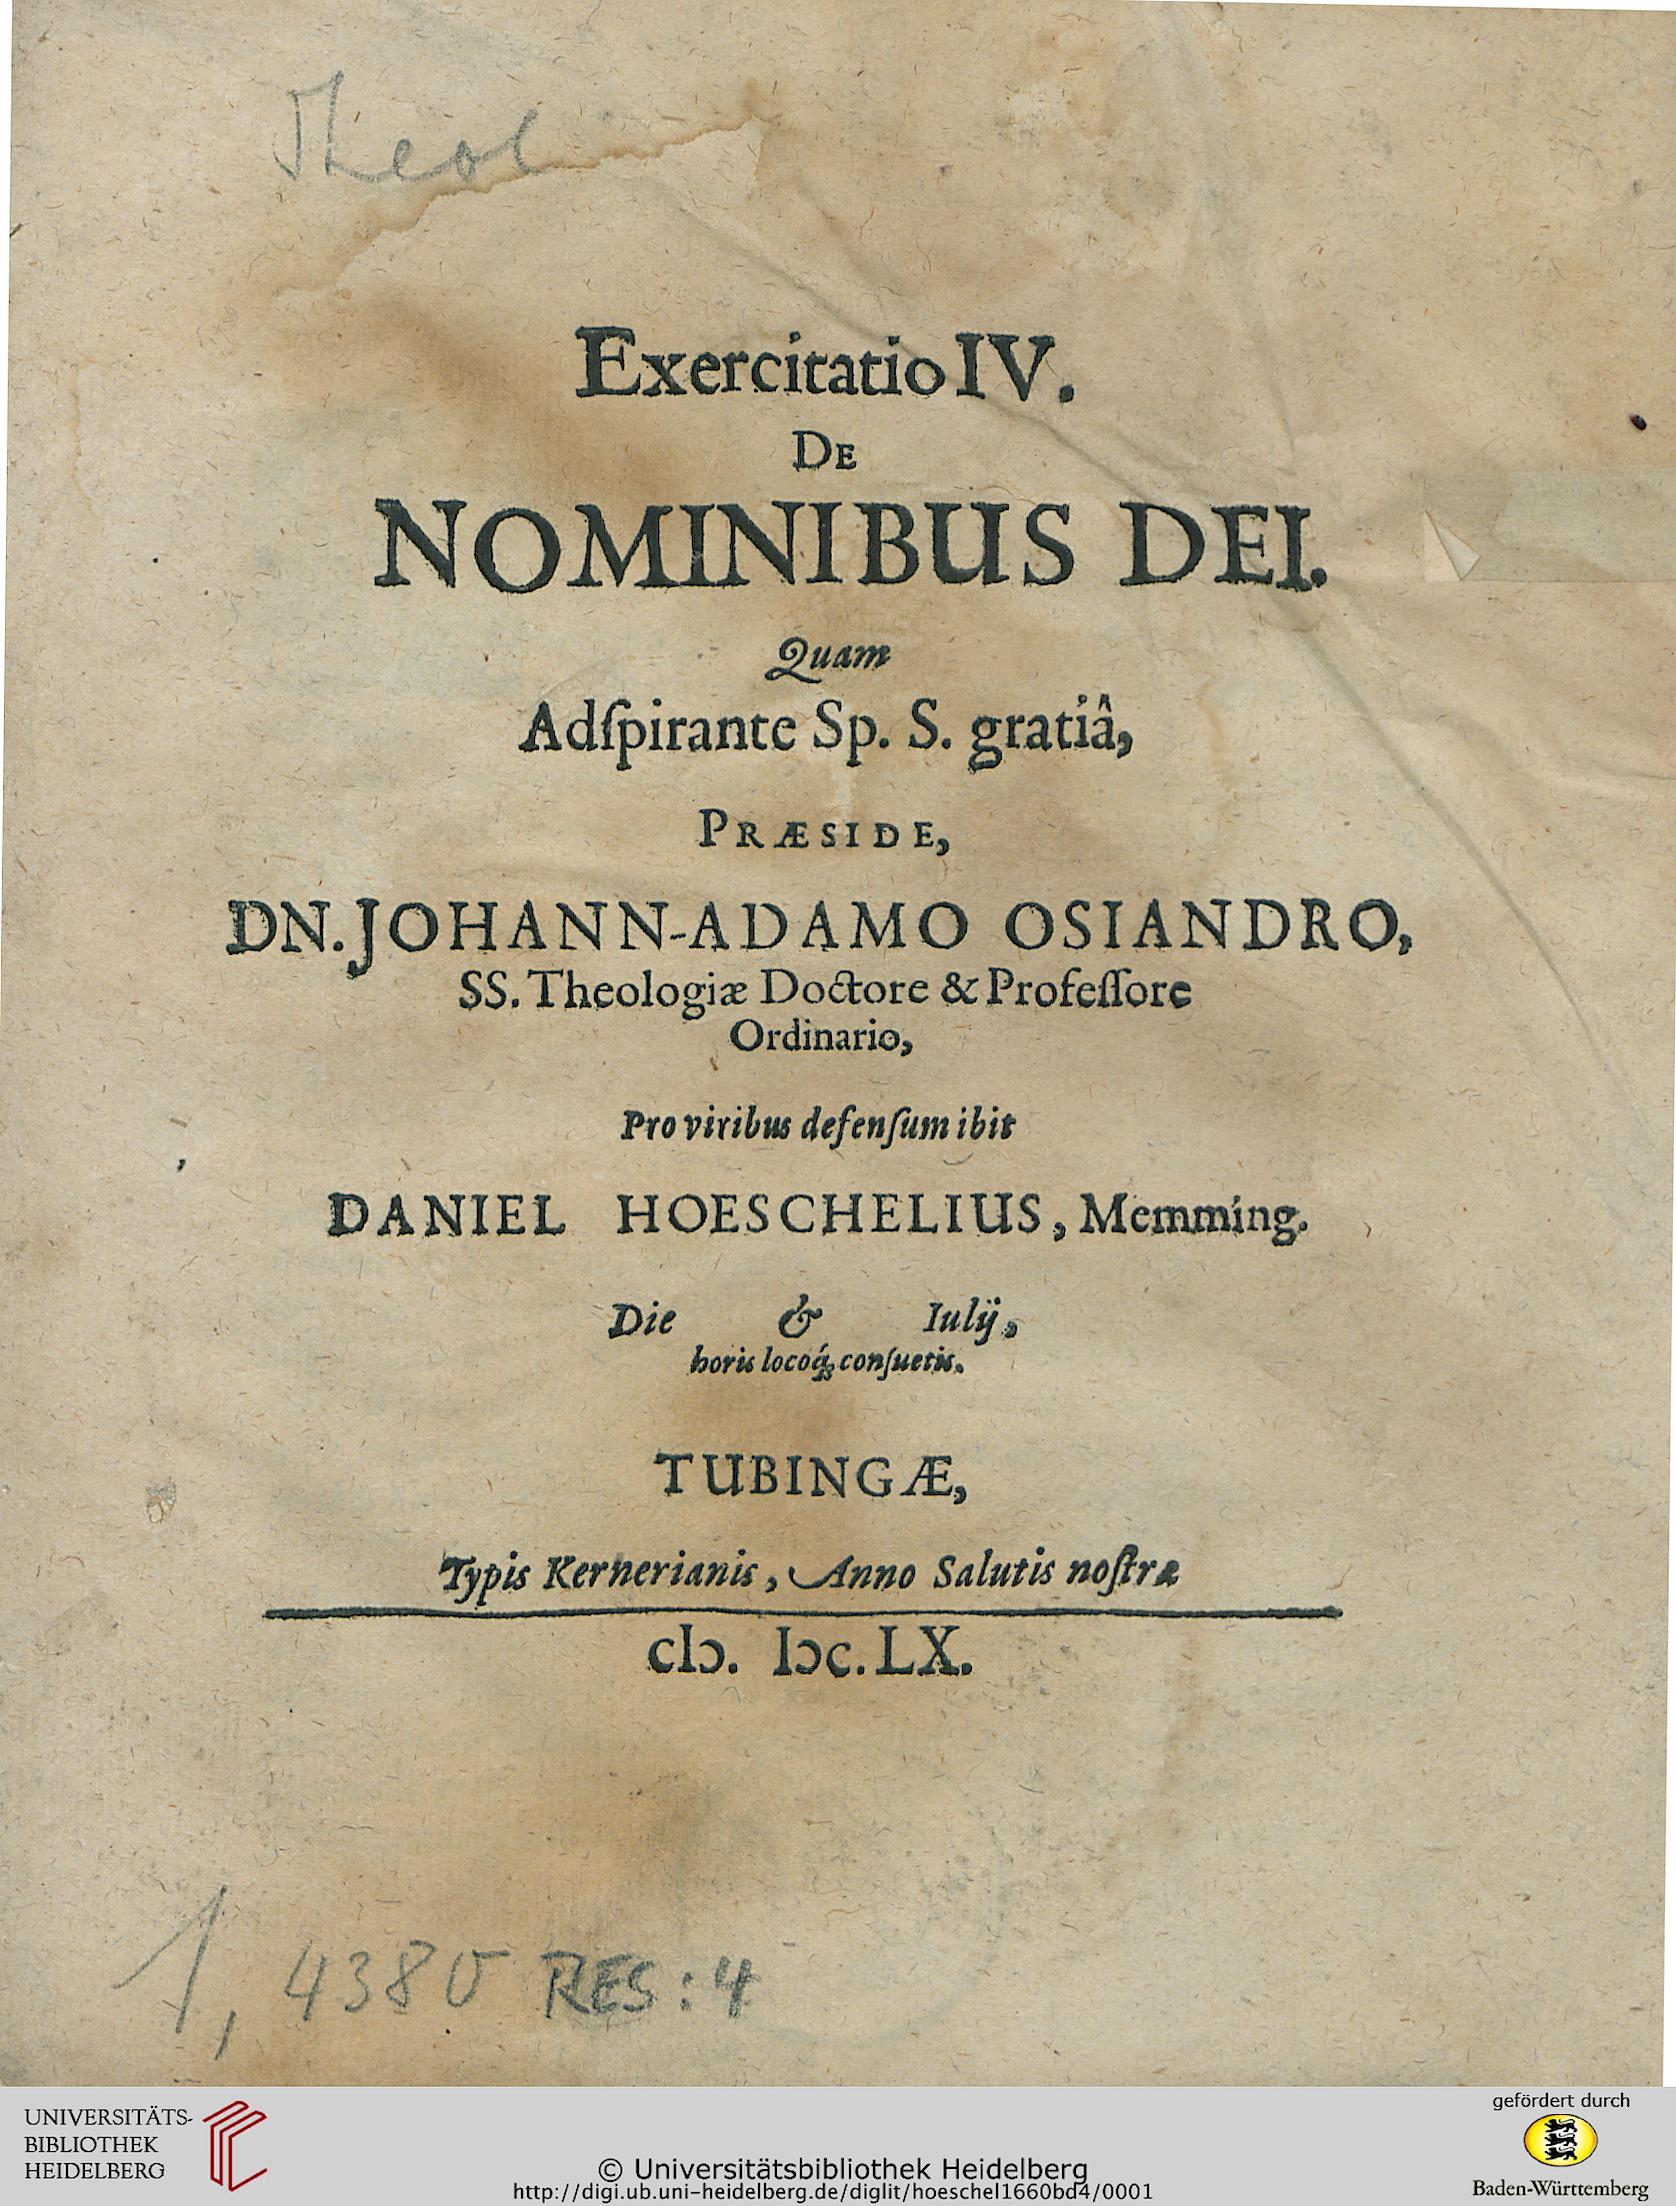 Theol
Exercitatio IV.
DE
NOMINIBUS DEI.
Quam
Adſpirante Sp. S. gratiâ,
PRÆSIDE,
DN. JOHANN-ADAMO OSIANDRO,
SS. Theologiæ Doctore & Profeſſore
Ordinario,
Pro viribus defenſum ibit
DANIEL HOESCHELIUS, Memming.
Die & Iulij,
horis locoq́; conſuetis.
TUBINGÆ,
Typis Kernerianis, Anno Salutis noſtræ
cIↄ. Iↄc. LX.
1, 4380 RES : 4
UNIVERSITÄTS-
BIBLIOTHEK
HEIDELBERG
© Universitätsbibliothek Heidelberg
http://digi.ub.uni-heidelberg.de/diglit/hoeschel1660bd4/0001
gefördert durch
Baden-Württemberg